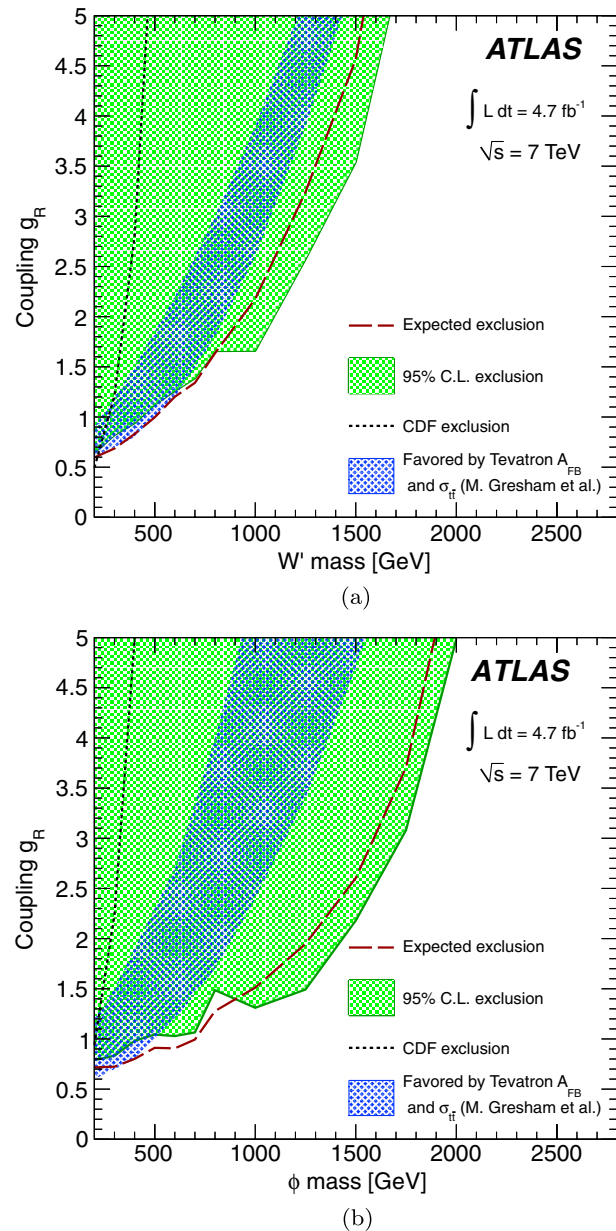 5
4.5
4
3.5
3
2.5
2
1.5
1
0.5
0
Coupling g_R
ATLAS
∫ L dt = 4.7 fb⁻¹
√s = 7 TeV
Expected exclusion
95% C.L. exclusion
CDF exclusion
Favored by Tevatron A_FB
and σ_tt̄ (M. Gresham et al.)
500 1000 1500 2000 2500
W' mass [GeV]
(a)
5
4.5
4
3.5
3
2.5
2
1.5
1
0.5
0
Coupling g_R
ATLAS
∫ L dt = 4.7 fb⁻¹
√s = 7 TeV
Expected exclusion
95% C.L. exclusion
CDF exclusion
Favored by Tevatron A_FB
and σ_tt̄ (M. Gresham et al.)
500 1000 1500 2000 2500
ϕ mass [GeV]
(b)